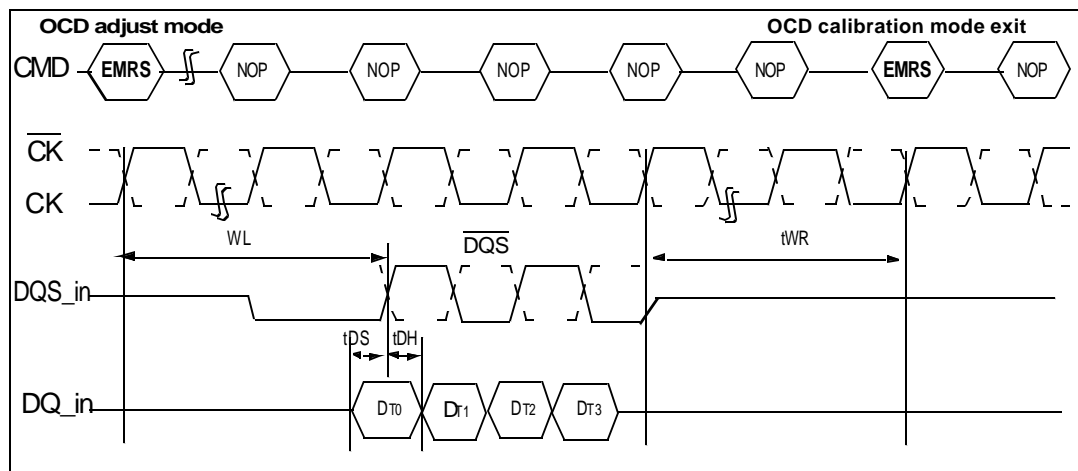 OCD adjust mode OCD calibration mode exit
CMD EMRS NOP NOP NOP NOP NOP EMRS NOP
CK
CK
WL DQS tWR
DQS_in
tDS tDH
DQ_in DT0 DT1 DT2 DT3